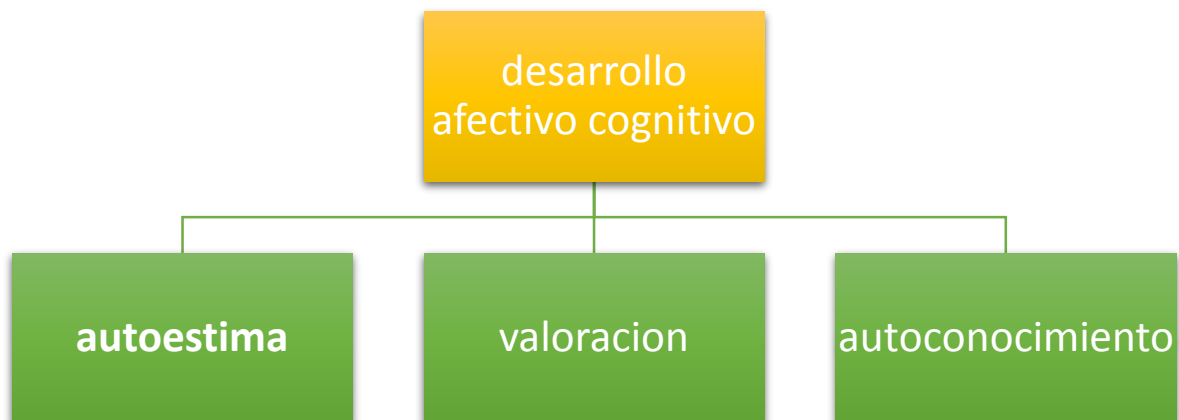 desarrollo
afectivo cognitivo
autoestima
valoracion
autoconocimiento